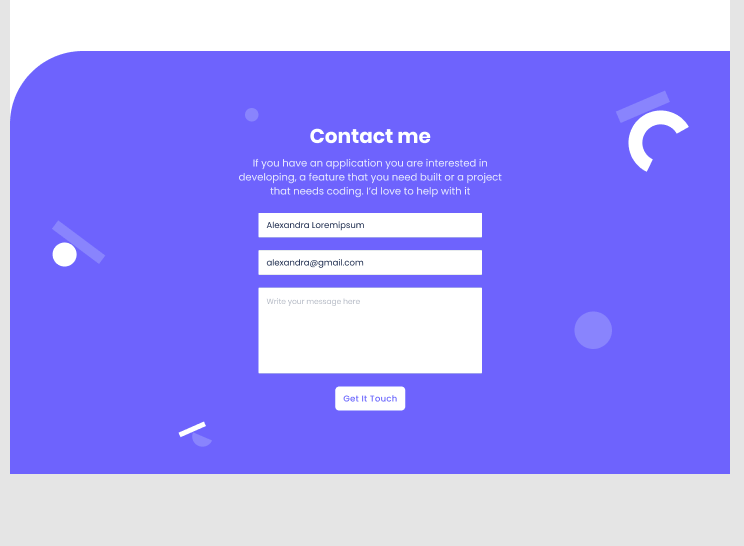 Contact me
If you have an application you are interested in
developing, a feature that you need built or a project
that needs coding. I'd love to help with it
Alexandra Loremipsum
alexandra@gmail.com
Write your message here
Get It Touch